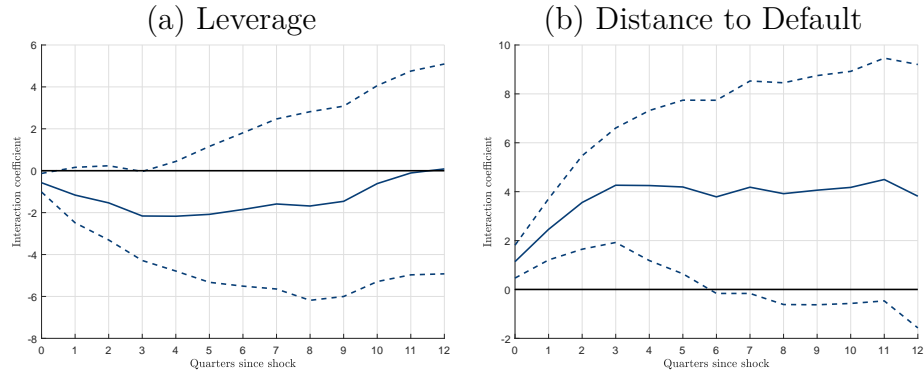 (a) Leverage
6
4
2
0
-2
-4
-6
-8
Interaction coefficient
0 1 2 3 4 5 6 7 8 9 10 11 12
Quarters since shock
(b) Distance to Default
10
8
6
4
2
0
-2
Interaction coefficient
0 1 2 3 4 5 6 7 8 9 10 11 12
Quarters since shock